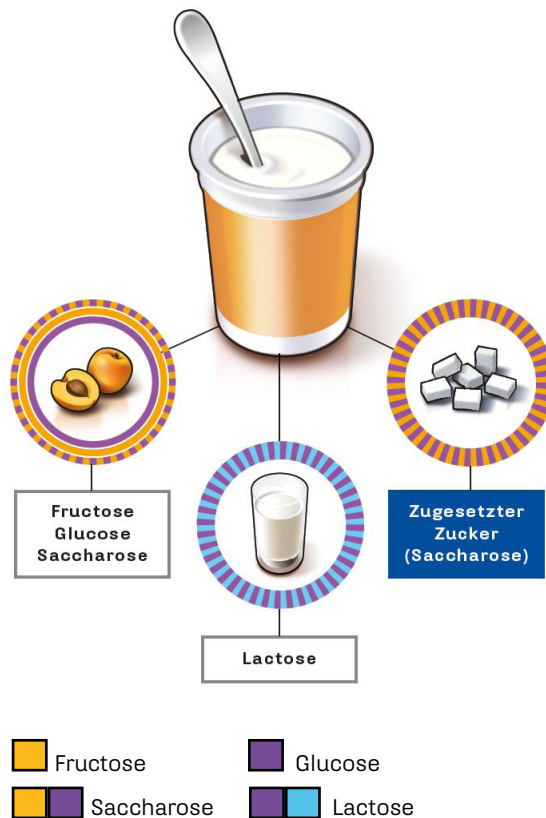 Fructose
Glucose
Saccharose
Zugesetzter
Zucker
(Saccharose)
Lactose
Fructose
Glucose
Saccharose
Lactose